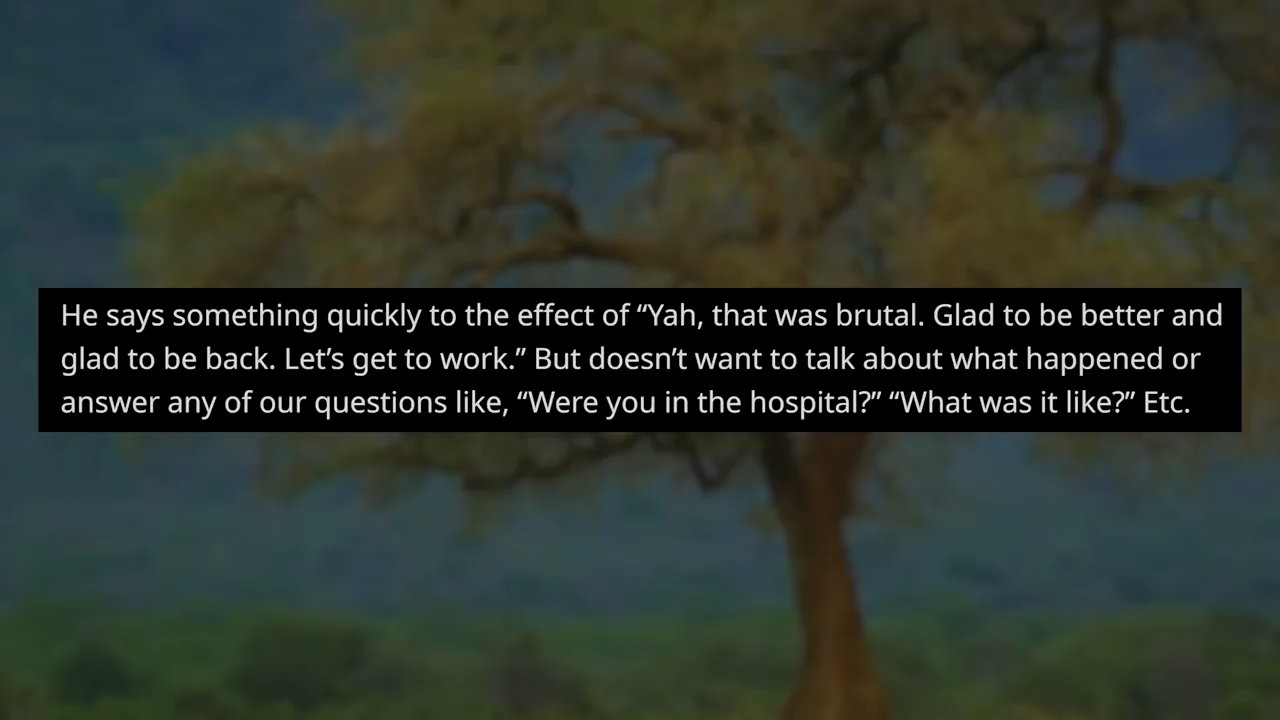 He says something quickly to the effect of “Yah, that was brutal. Glad to be better and
glad to be back. Let’s get to work.” But doesn’t want to talk about what happened or
answer any of our questions like, “Were you in the hospital?” “What was it like?” Etc.